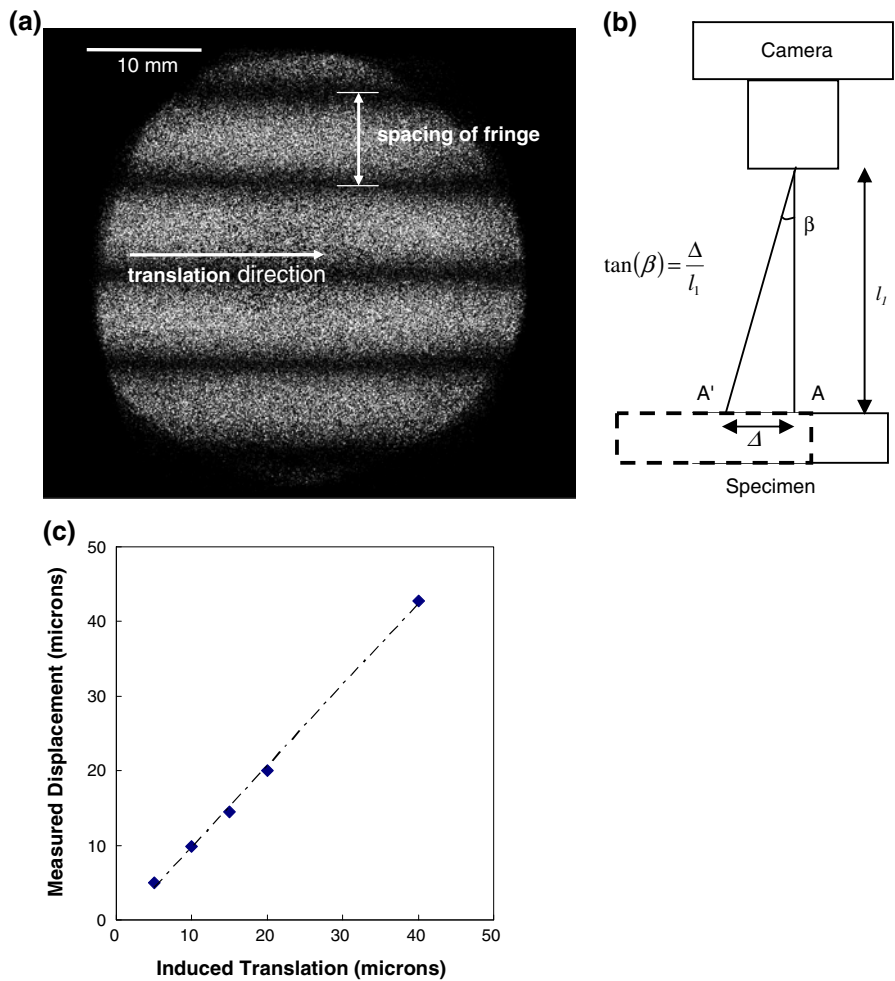 (a)
10 mm
spacing of fringe
translation direction
(b)
Camera
β
tan(β) = Δ / l₁
l₁
A' A
Δ
Specimen
(c)
50
40
30
20
10
0
0 10 20 30 40 50
Measured Displacement (microns)
Induced Translation (microns)